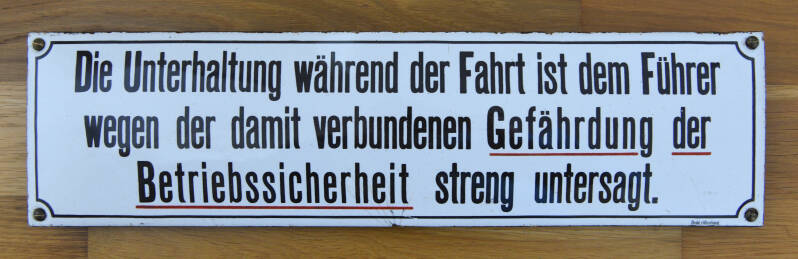 Die Unterhaltung während der Fahrt ist dem Führer
wegen der damit verbundenen Gefährdung der
Betriebssicherheit streng untersagt.